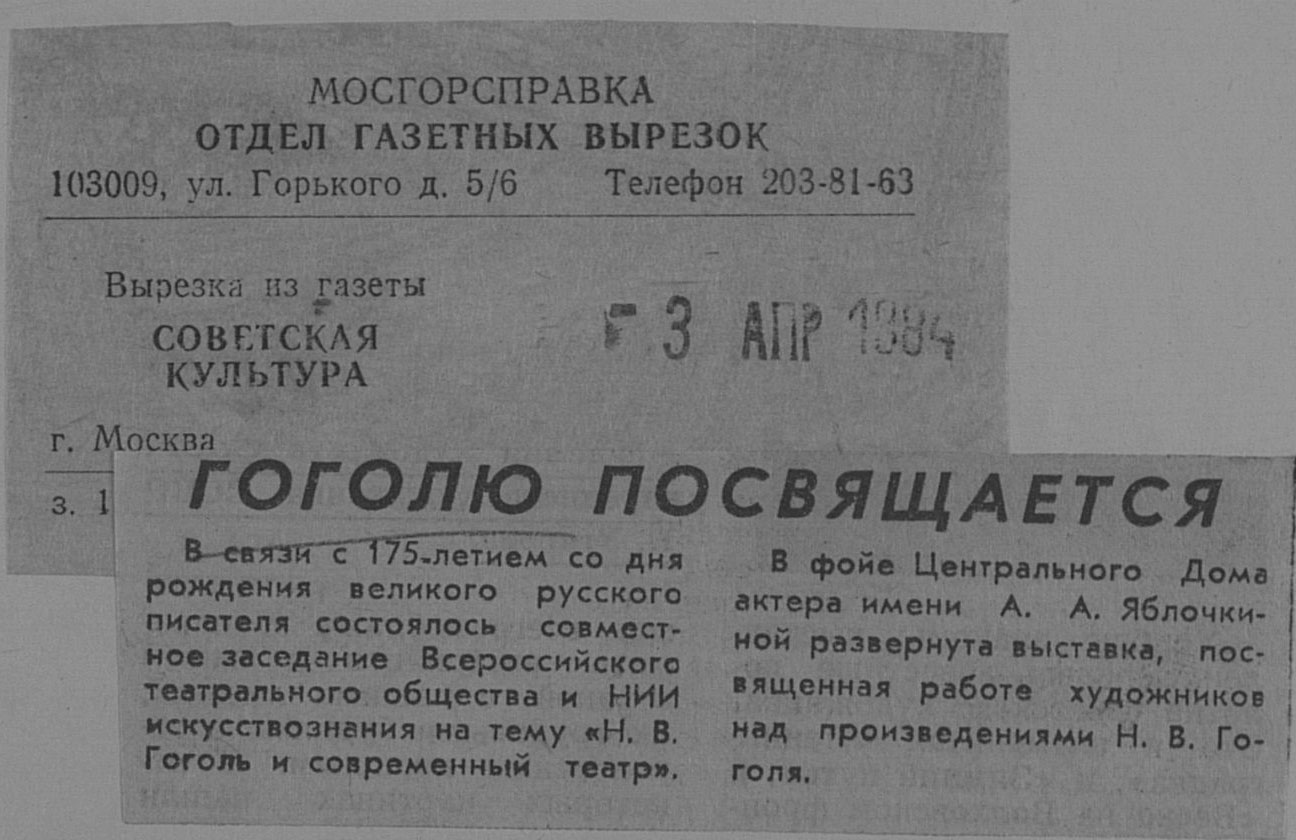 МОСГОРСПРАВКА
ОТДЕЛ ГАЗЕТНЫХ ВЫРЕЗОК
103009, ул. Горького д. 5/6 Телефон 203-81-63
Вырезка из газеты
СОВЕТСКАЯ
КУЛЬТУРА
3 АПР 1984
г. Москва
з. 1
ГОГОЛЮ ПОСВЯЩАЕТСЯ
В связи с 175-летием со дня
рождения великого русского
писателя состоялось совмест-
ное заседание Всероссийского
театрального общества и НИИ
искусствознания на тему «Н. В.
Гоголь и современный театр».
В фойе Центрального Дома
актера имени А. А. Яблочки-
ной развернута выставка, пос-
вященная работе художников
над произведениями Н. В. Го-
голя.